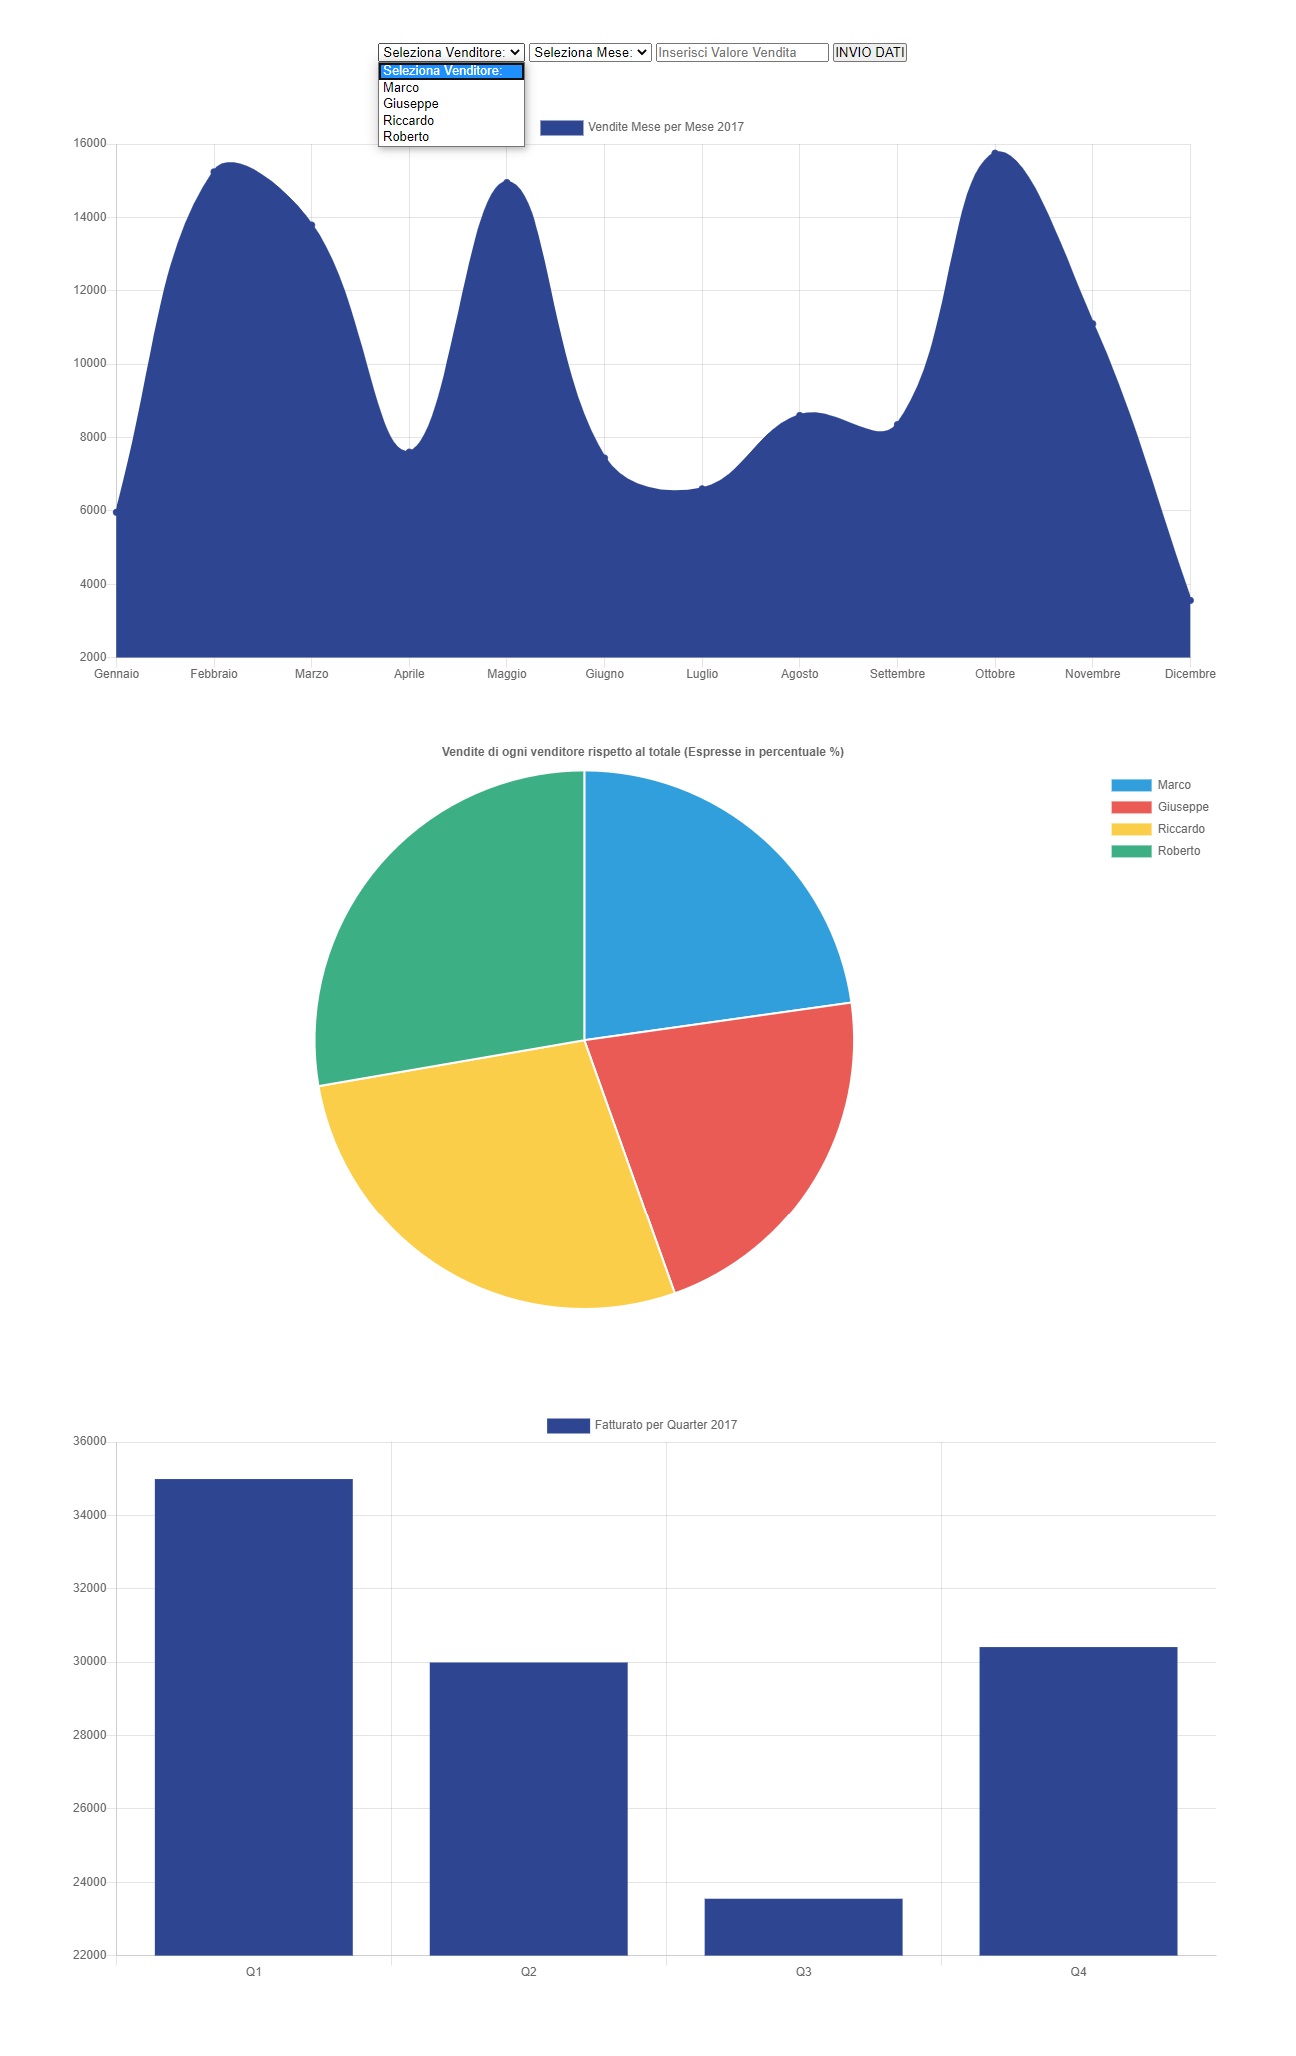 Seleziona Venditore: Seleziona Mese: Inserisci Valore Vendita INVIO DATI
Seleziona Venditore:
Marco
Giuseppe
Riccardo
Roberto
Vendite Mese per Mese 2017
16000
14000
12000
10000
8000
6000
4000
2000
Gennaio Febbraio Marzo Aprile Maggio Giugno Luglio Agosto Settembre Ottobre Novembre Dicembre
Vendite di ogni venditore rispetto al totale (Espresse in percentuale %)
Marco
Giuseppe
Riccardo
Roberto
Fatturato per Quarter 2017
36000
34000
32000
30000
28000
26000
24000
22000
Q1 Q2 Q3 Q4